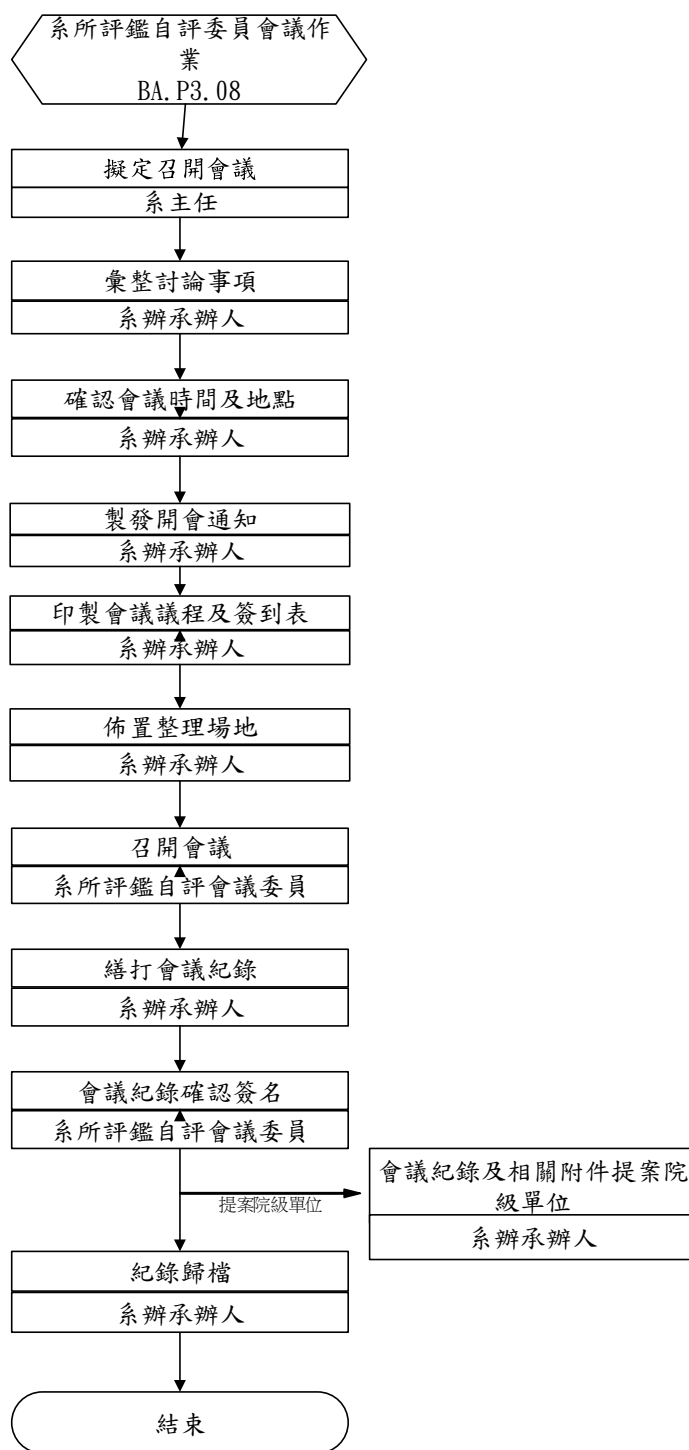 系所評鑑自評委員會議作
業
BA.P3.08
擬定召開會議
系主任
彙整討論事項
系辦承辦人
確認會議時間及地點
系辦承辦人
製發開會通知
系辦承辦人
印製會議議程及簽到表
系辦承辦人
佈置整理場地
系辦承辦人
召開會議
系所評鑑自評會議委員
繕打會議紀錄
系辦承辦人
會議紀錄確認簽名
系所評鑑自評會議委員
提案院級單位
會議紀錄及相關附件提案院
級單位
系辦承辦人
紀錄歸檔
系辦承辦人
結束